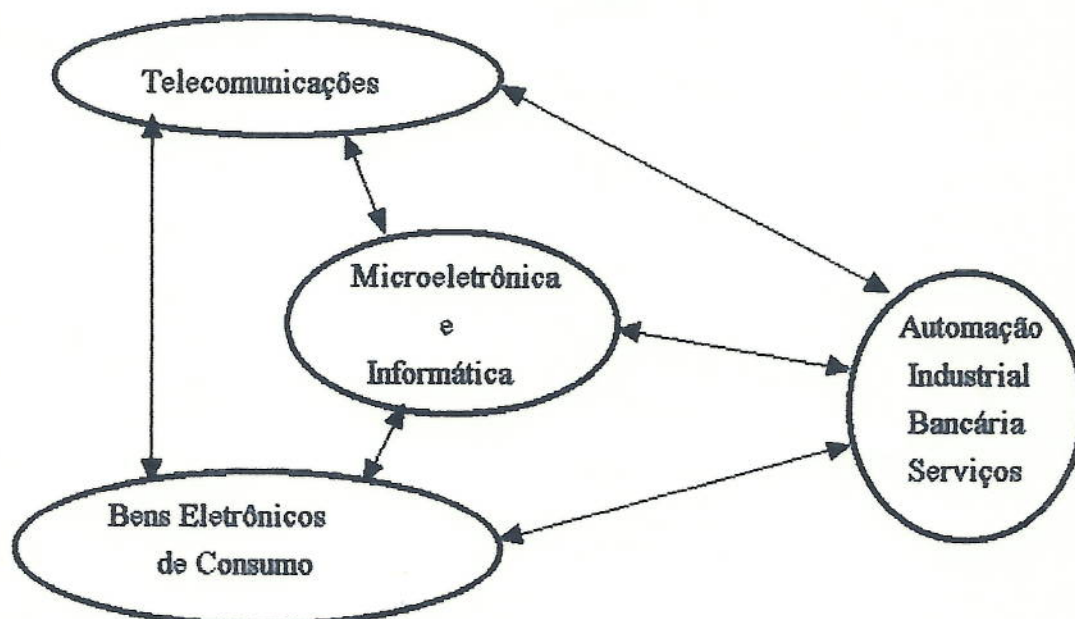 Telecomunicações
Microeletrônica
e
Informática
Automação
Industrial
Bancária
Serviços
Bens Eletrônicos
de Consumo